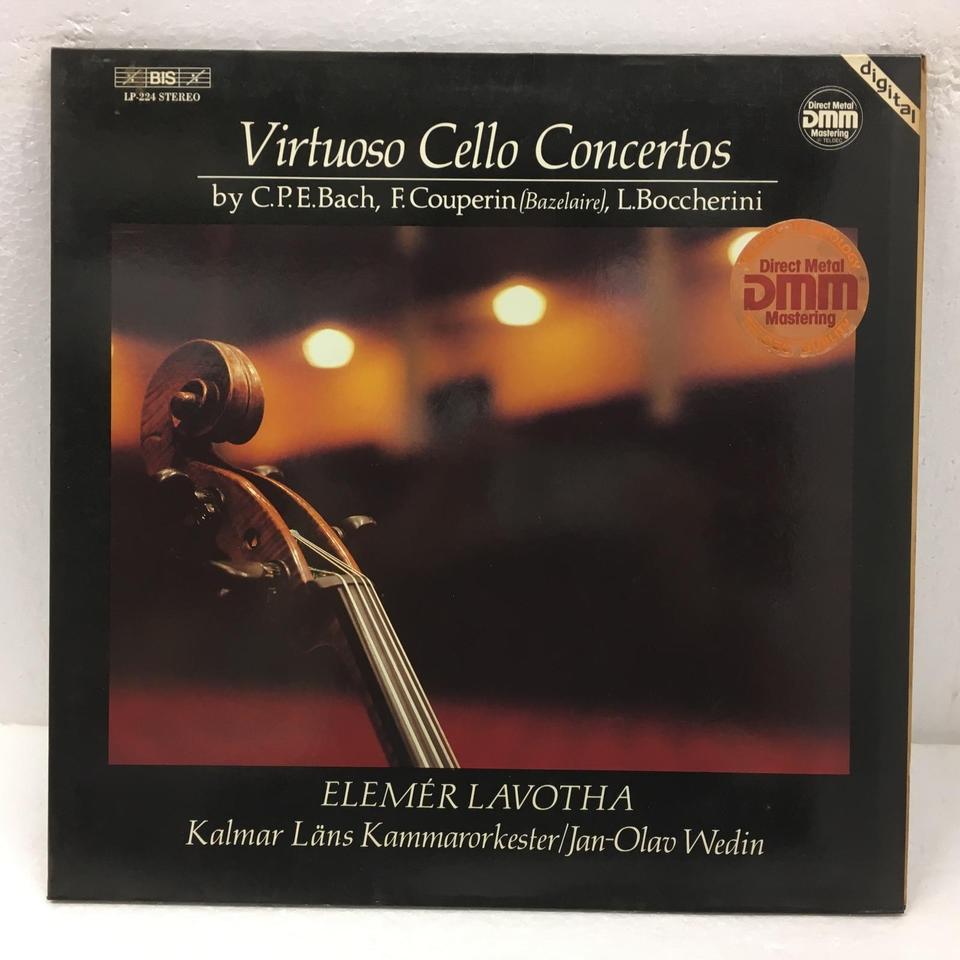 BIS
LP-224 STEREO
digital
Direct Metal
DMM
Mastering
TELDEC
Virtuoso Cello Concertos
by C.P.E.Bach, F.Couperin (Bazelaire), L.Boccherini
Direct Metal
DMM
Mastering
ELEMÉR LAVOTHA
Kalmar Läns Kammarorkester/Jan-Olav Wedin